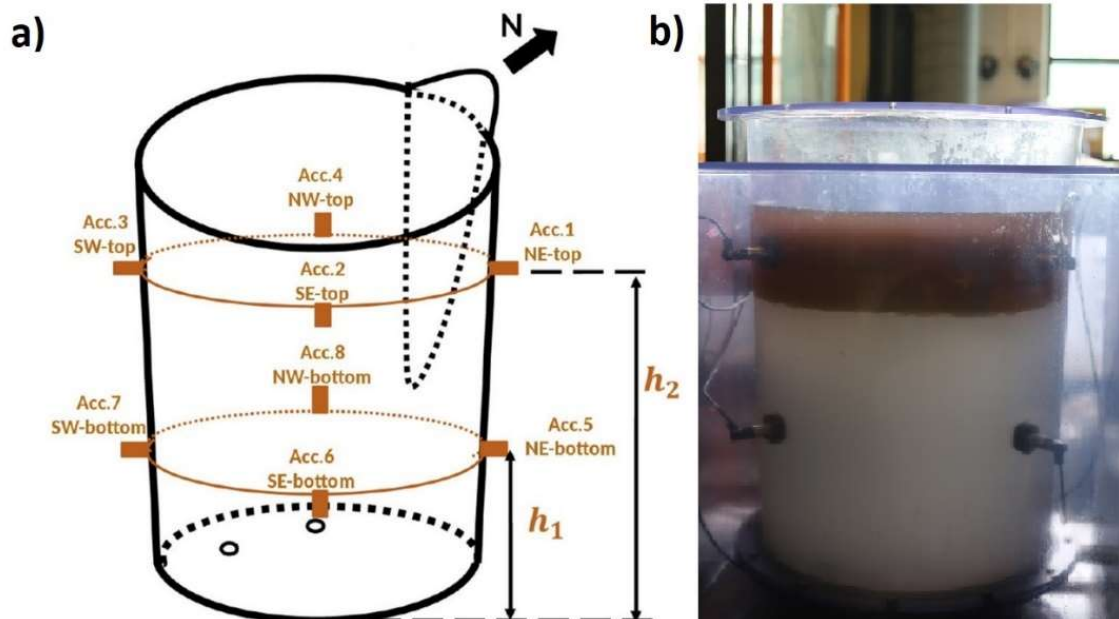 a)
N
b)
Acc.4
NW-top
Acc.3
SW-top
Acc.1
NE-top
Acc.2
SE-top
Acc.8
NW-bottom
h₂
Acc.7
SW-bottom
Acc.5
NE-bottom
Acc.6
SE-bottom
h₁